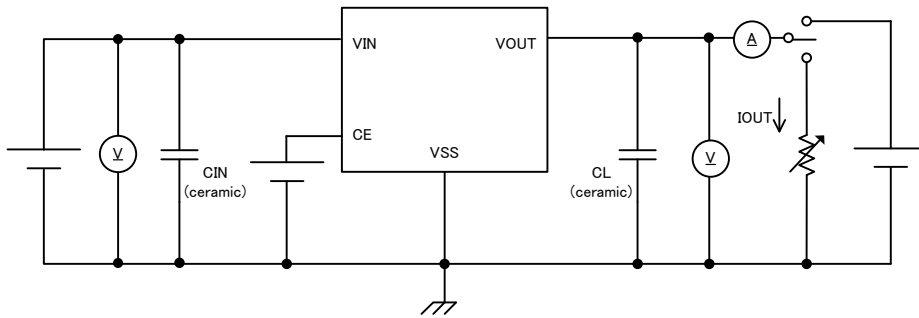 VIN
VOUT
CE
VSS
V
CIN
(ceramic)
CL
(ceramic)
V
A
IOUT